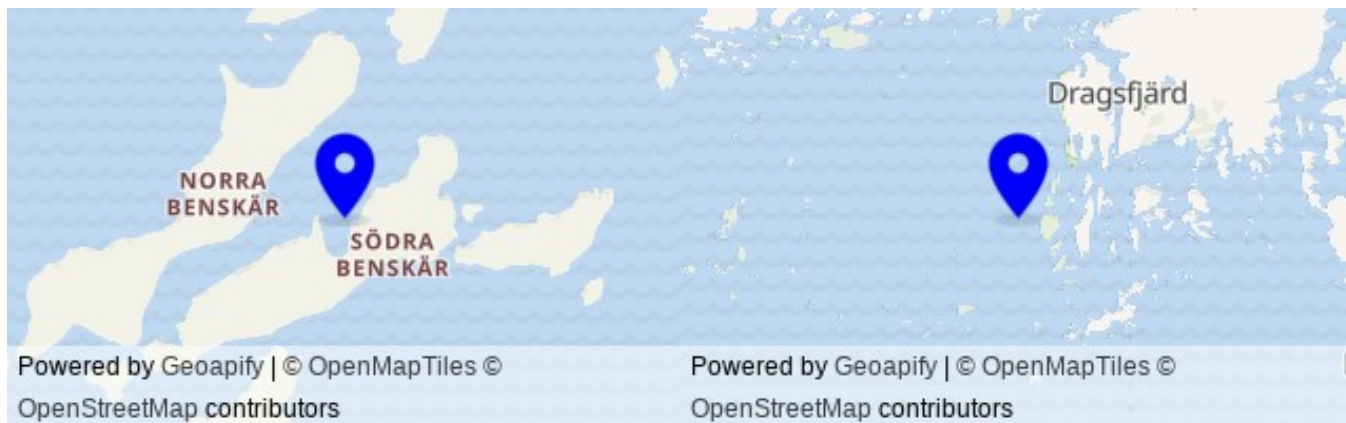 NORRA
BENSKÄR
SÖDRA
BENSKÄR
Powered by Geoapify | © OpenMapTiles ©
OpenStreetMap contributors
Dragsfjärd
Powered by Geoapify | © OpenMapTiles ©
OpenStreetMap contributors